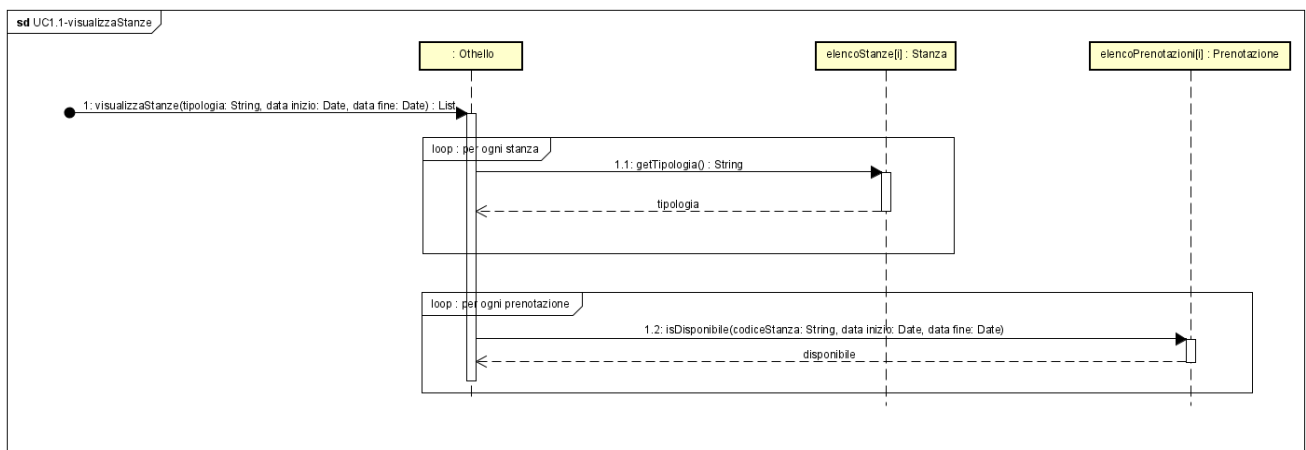 sd UC1.1-visualizzaStanze
: Othello
elencoStanze[i] : Stanza
elencoPrenotazioni[i] : Prenotazione
1: visualizzaStanze(tipologia: String, data inizio: Date, data fine: Date) : List
loop : per ogni stanza
1.1: getTipologia() : String
tipologia
loop : per ogni prenotazione
1.2: isDisponibile(codiceStanza: String, data inizio: Date, data fine: Date)
disponibile